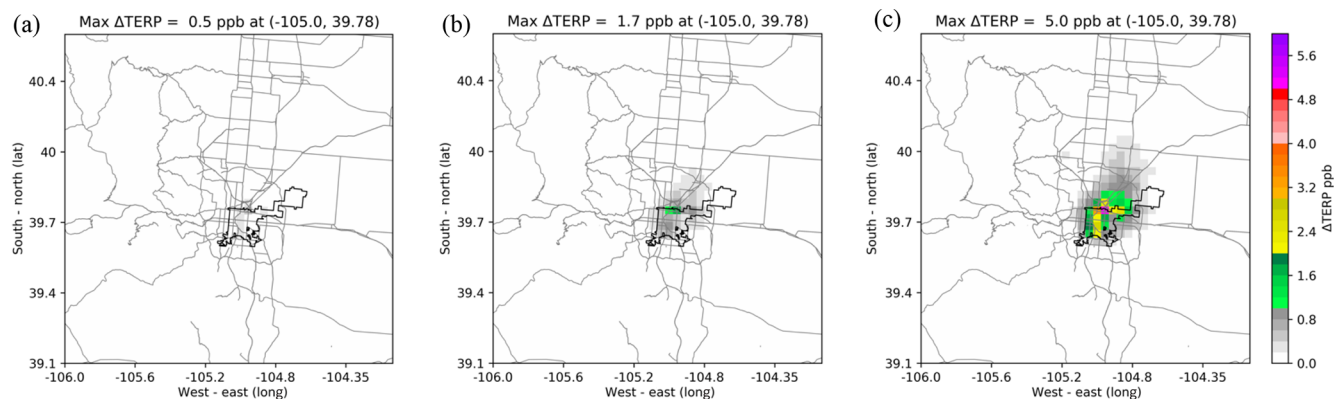 (a)
Max ΔTERP = 0.5 ppb at (-105.0, 39.78)
South - north (lat)
40.4
40
39.7
39.4
39.1
-106.0
-105.6
-105.2
-104.8
-104.35
West - east (long)
(b)
Max ΔTERP = 1.7 ppb at (-105.0, 39.78)
South - north (lat)
40.4
40
39.7
39.4
39.1
-106.0
-105.6
-105.2
-104.8
-104.35
West - east (long)
(c)
Max ΔTERP = 5.0 ppb at (-105.0, 39.78)
South - north (lat)
40.4
40
39.7
39.4
39.1
-106.0
-105.6
-105.2
-104.8
-104.35
West - east (long)
5.6
4.8
4.0
3.2
2.4
1.6
0.8
0.0
ΔTERP ppb